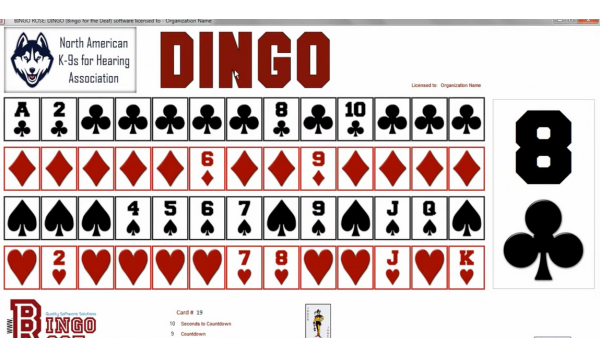 BINGO ROSE: DINGO (Bingo for the Deaf) software licensed to - Organization Name
North American
K-9s for Hearing
Association
DINGO
Licensed to: Organization Name
A 2 8 10
6 9
4 5 6 7 9 J Q
2 7 8 J K
8
Quality Software Solutions
BINGO
WWW
Card # 19
10 Seconds to Countdown
9 Countdown